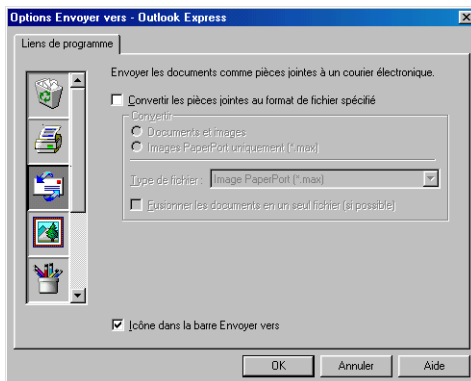 Options Envoyer vers - Outlook Express
Liens de programme
Envoyer les documents comme pièces jointes à un courier électronique.
Convertir les pièces jointes au format de fichier spécifié
Convertir
Documents et images
Images PaperPort uniquement (*.max)
Type de fichier : Image PaperPort (*.max)
Fusionner les documents en un seul fichier (si possible)
Icône dans la barre Envoyer vers
OK Annuler Aide